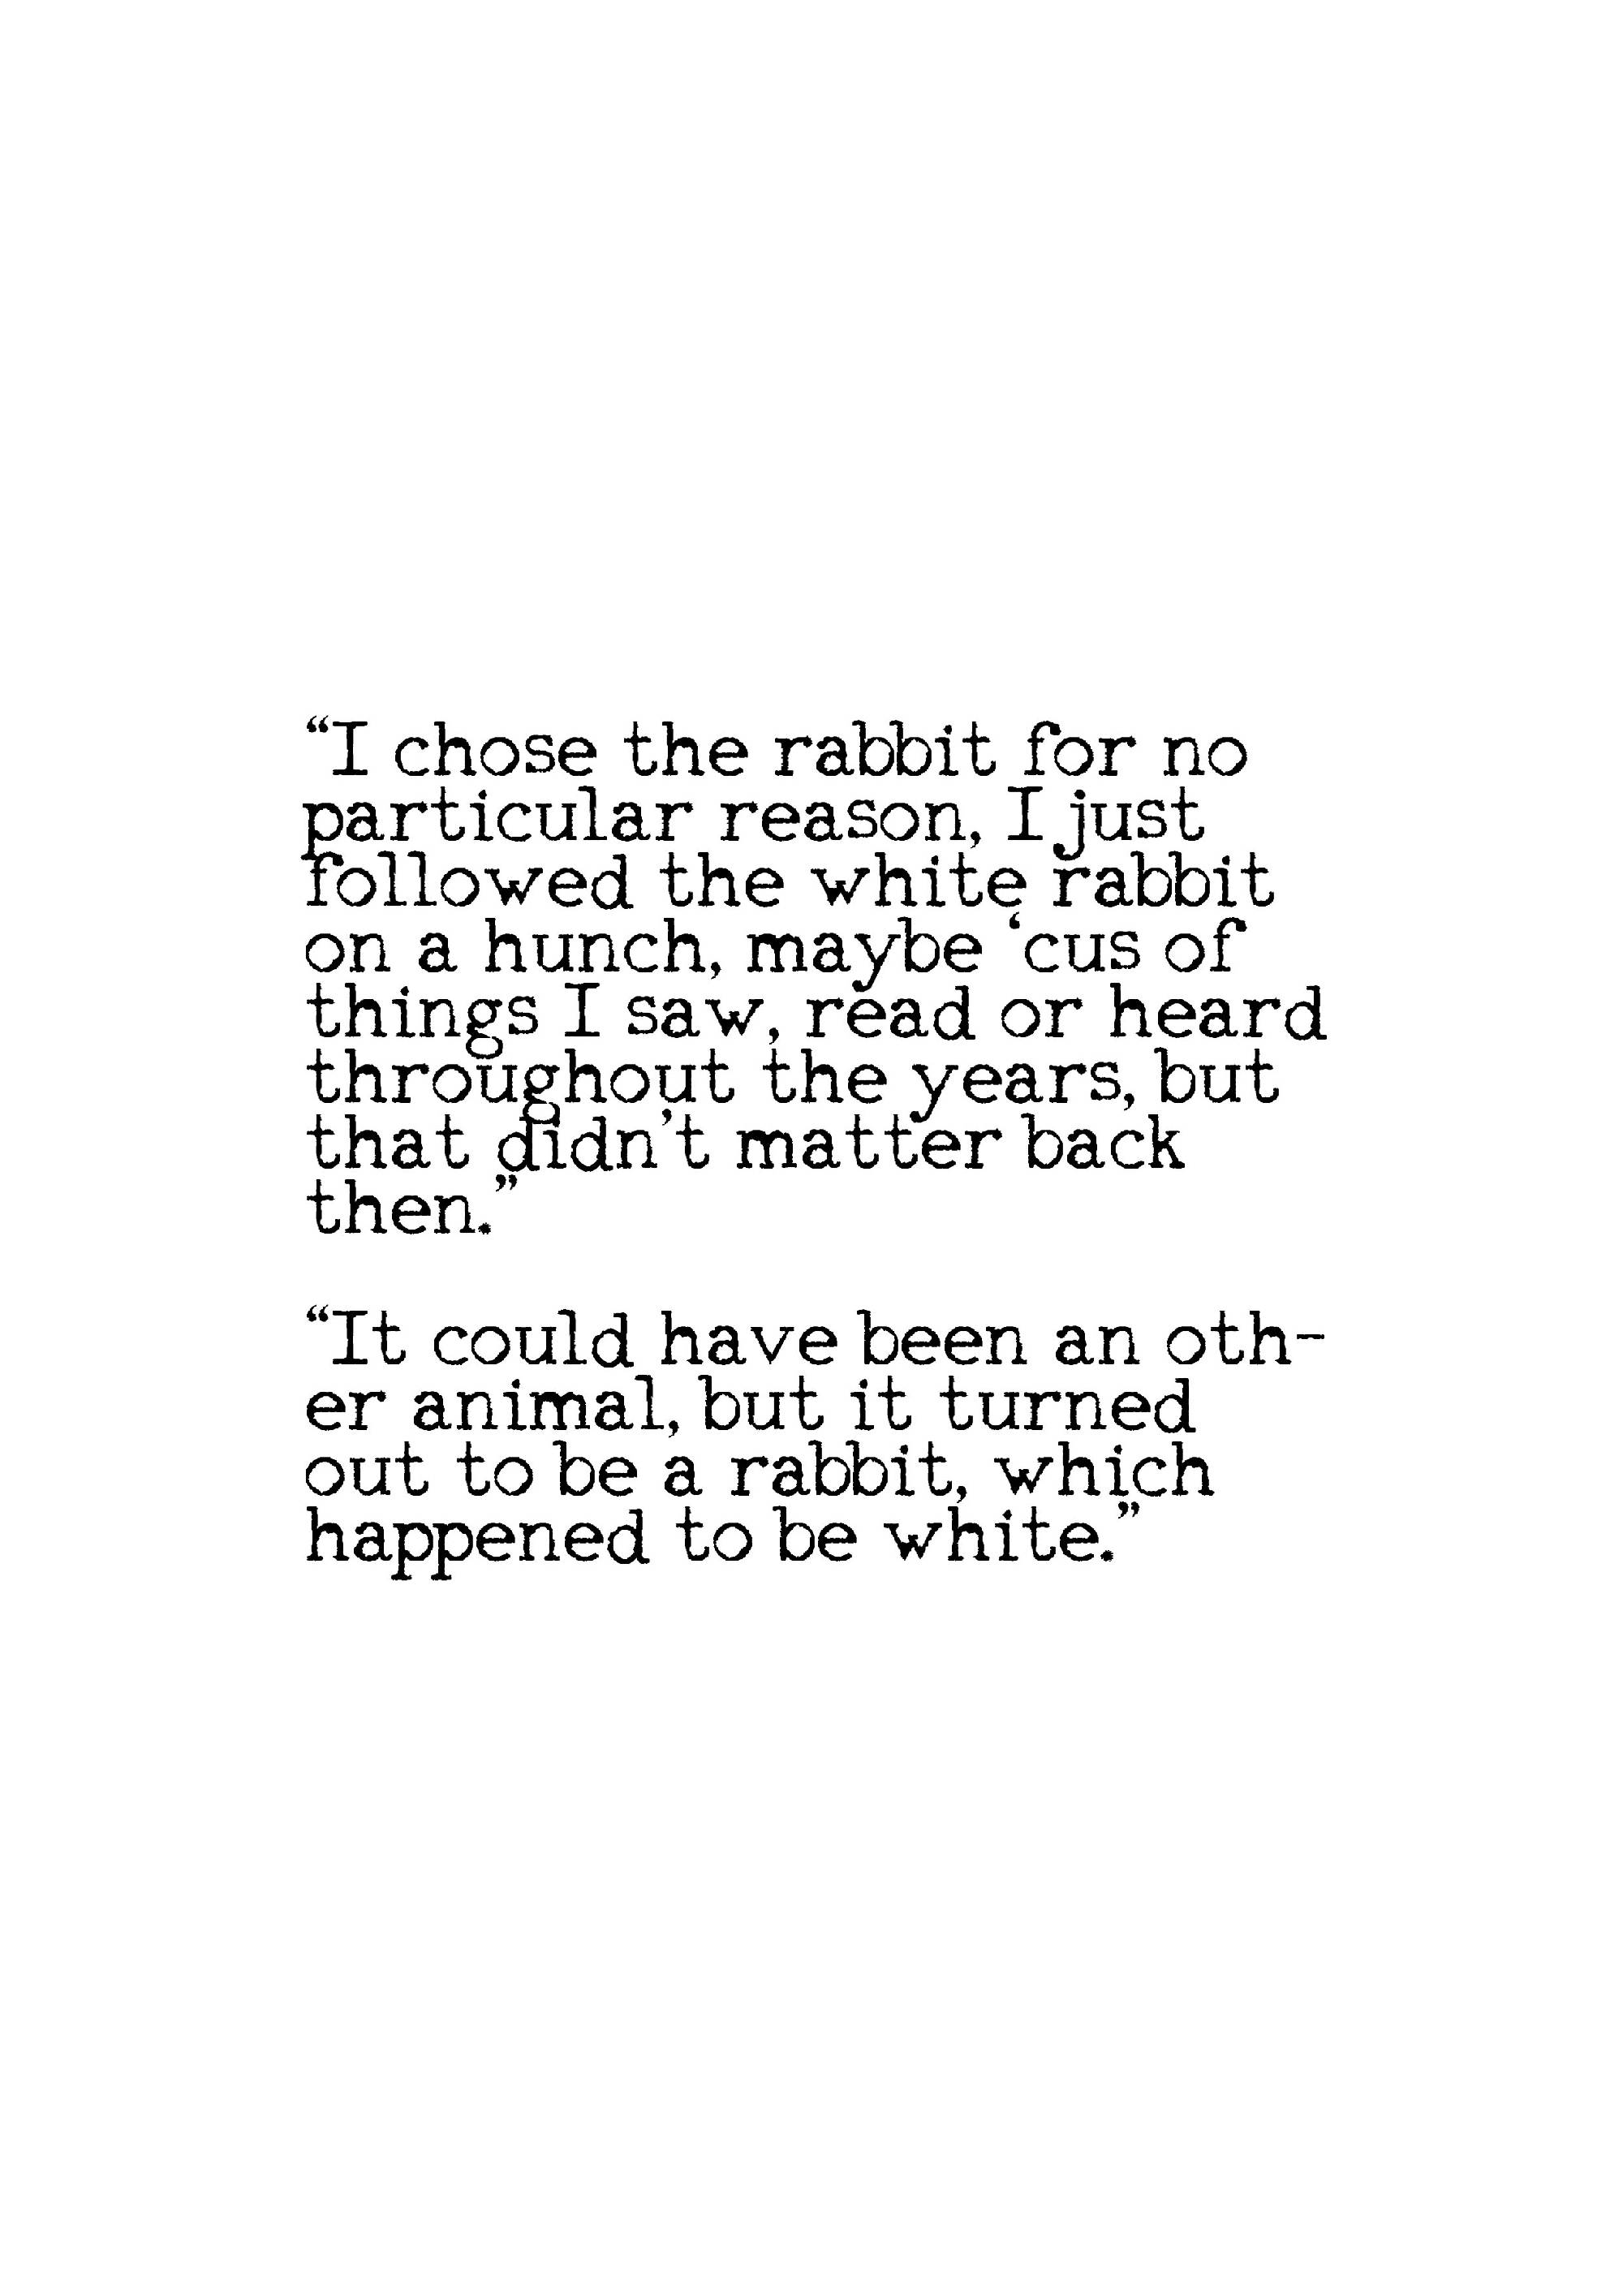 “I chose the rabbit for no
particular reason, I just
followed the white rabbit
on a hunch, maybe ‘cus of
things I saw, read or heard
throughout the years, but
that didn’t matter back
then.”
“It could have been an oth-
er animal, but it turned
out to be a rabbit, which
happened to be white.”